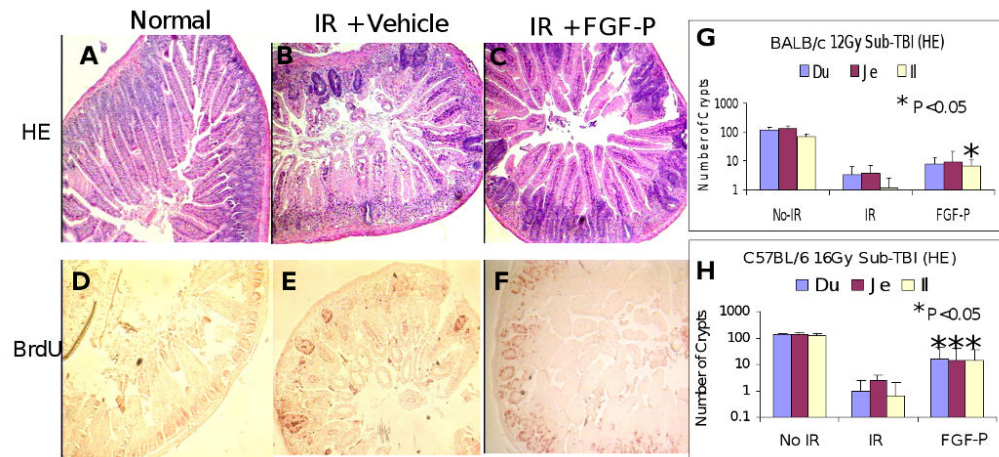 Normal
IR +Vehicle
IR +FGF-P
A
B
C
HE
D
E
F
BrdU
G
BALB/c 12Gy Sub-TBI (HE)
Du Je Il
* P<0.05
Number of Crypts
1000
100
10
1
*
No-IR IR FGF-P
H
C57BL/6 16Gy Sub-TBI (HE)
Du Je Il
*P<0.05
Number of Crypts
1000
100
10
1
0.1
***
No IR IR FGF-P